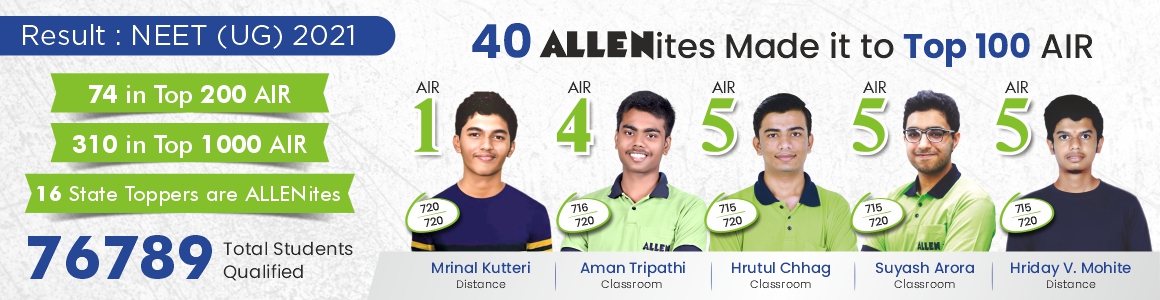 Result : NEET (UG) 2021
74 in Top 200 AIR
310 in Top 1000 AIR
16 State Toppers are ALLENites
76789 Total Students
Qualified
40 ALLENites Made it to Top 100 AIR
AIR
1
720
720
Mrinal Kutteri
Distance
AIR
4
716
720
ALLEN
Aman Tripathi
Classroom
AIR
5
715
720
Hrutul Chhag
Classroom
AIR
5
715
720
ALLEN
Suyash Arora
Classroom
AIR
5
715
720
Hriday V. Mohite
Distance